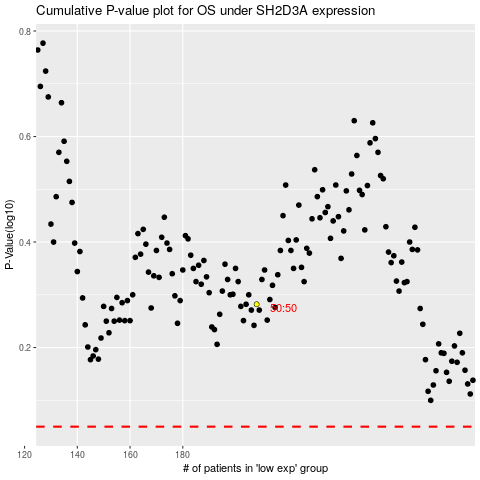 Cumulative P-value plot for OS under SH2D3A expression
P-Value(log10)
0.8
0.6
0.4
0.2
50:50
120 140 160 180
# of patients in 'low exp' group